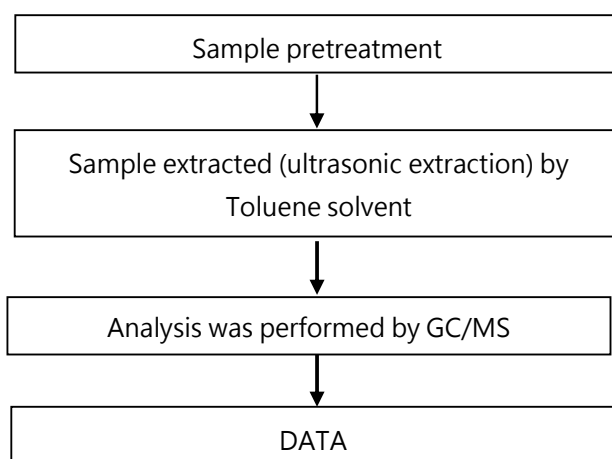 Sample pretreatment
Sample extracted (ultrasonic extraction) by
Toluene solvent
Analysis was performed by GC/MS
DATA